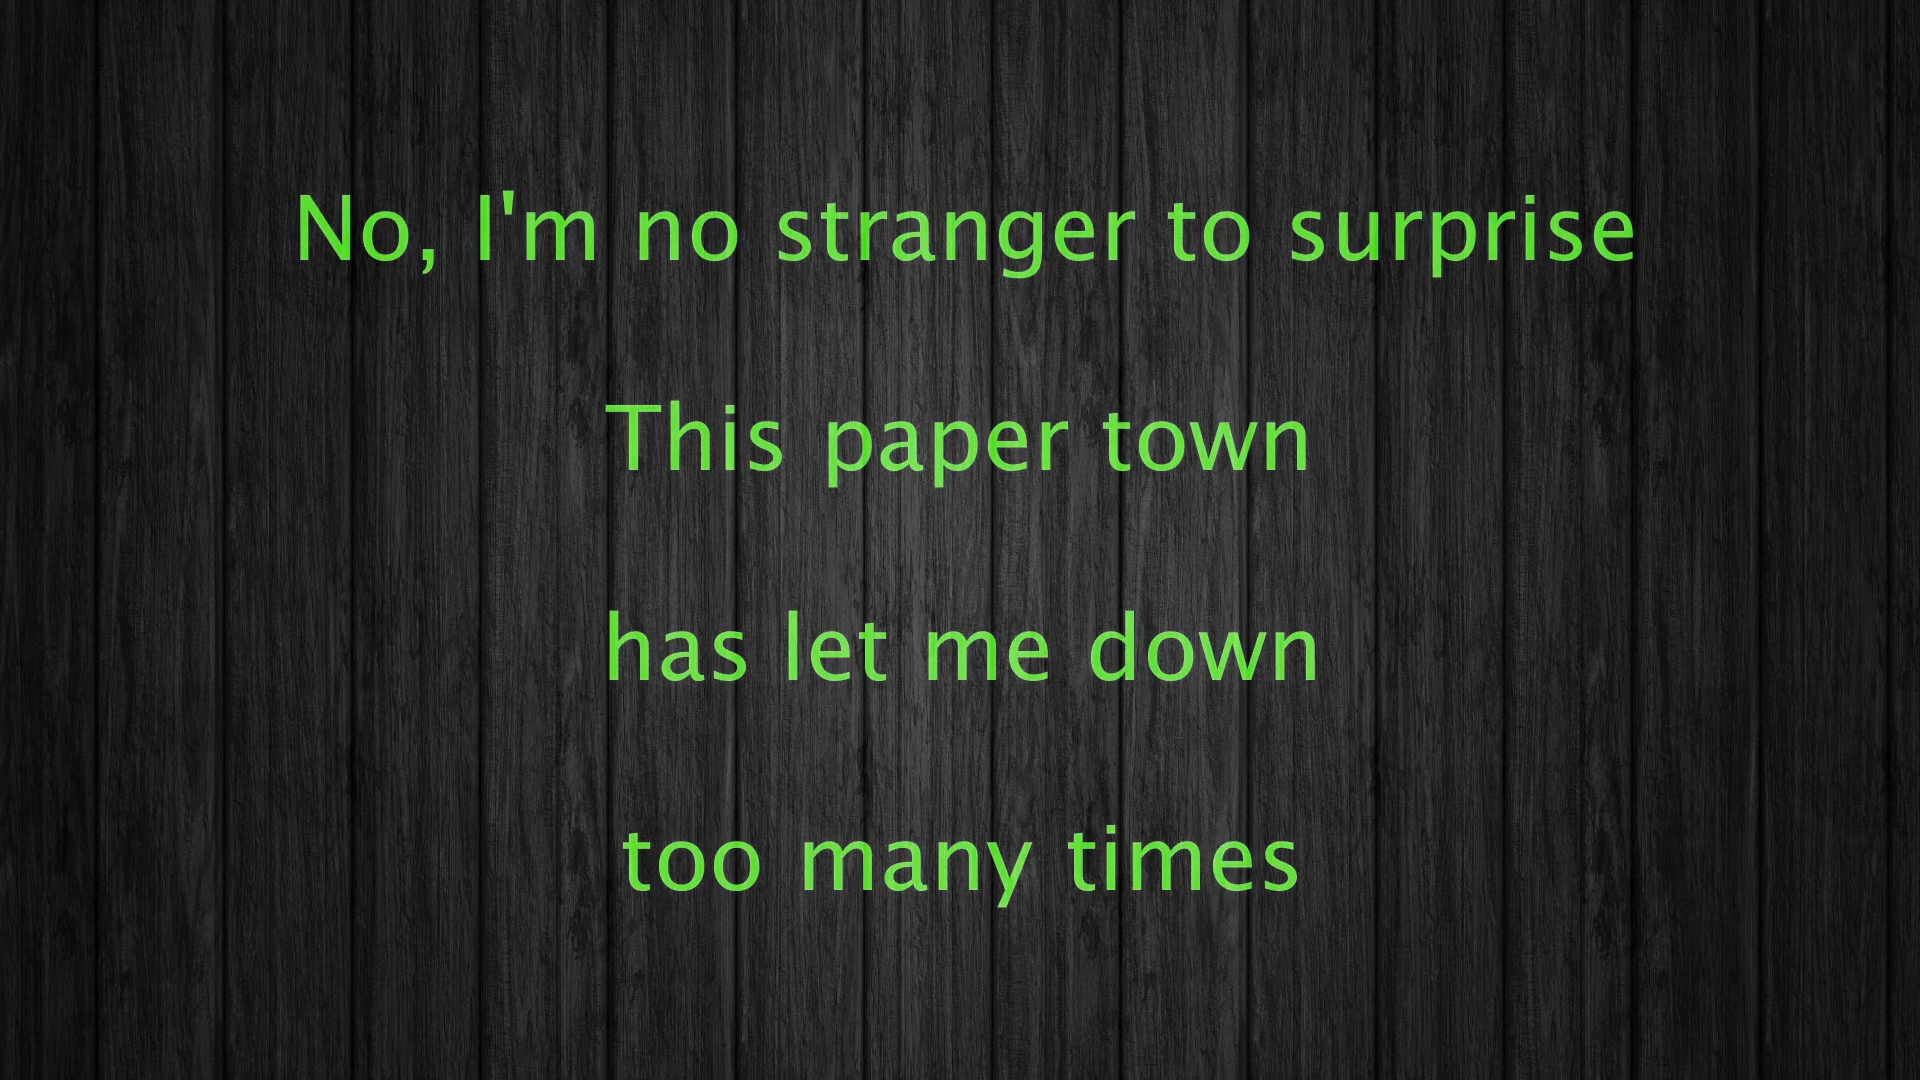 No, I'm no stranger to surprise
This paper town
has let me down
too many times